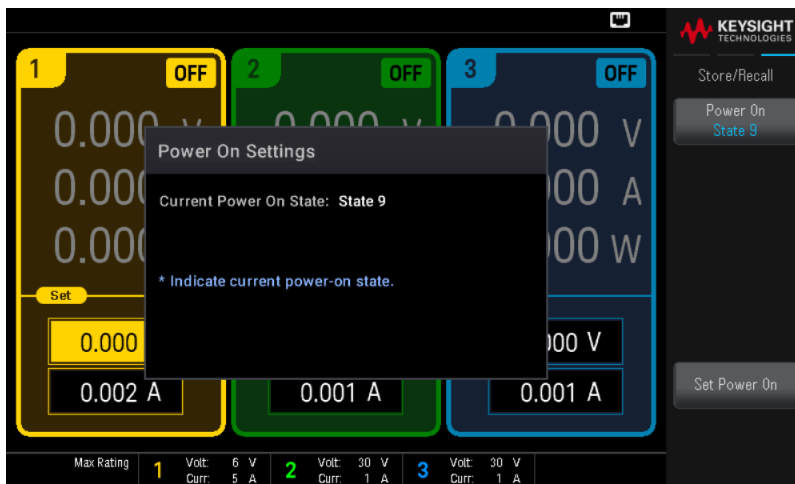 KEYSIGHT
TECHNOLOGIES
Store/Recall
Power On
State 9
Set Power On
1 OFF 2 OFF 3 OFF
V
A
W
Power On Settings
Current Power On State: State 9
* Indicate current power-on state.
Set
0.000
V
0.002 A 0.001 A 0.001 A
Max Rating 1 Volt: 6 V 2 Volt: 30 V 3 Volt: 30 V
Curr: 5 A Curr: 1 A Curr: 1 A